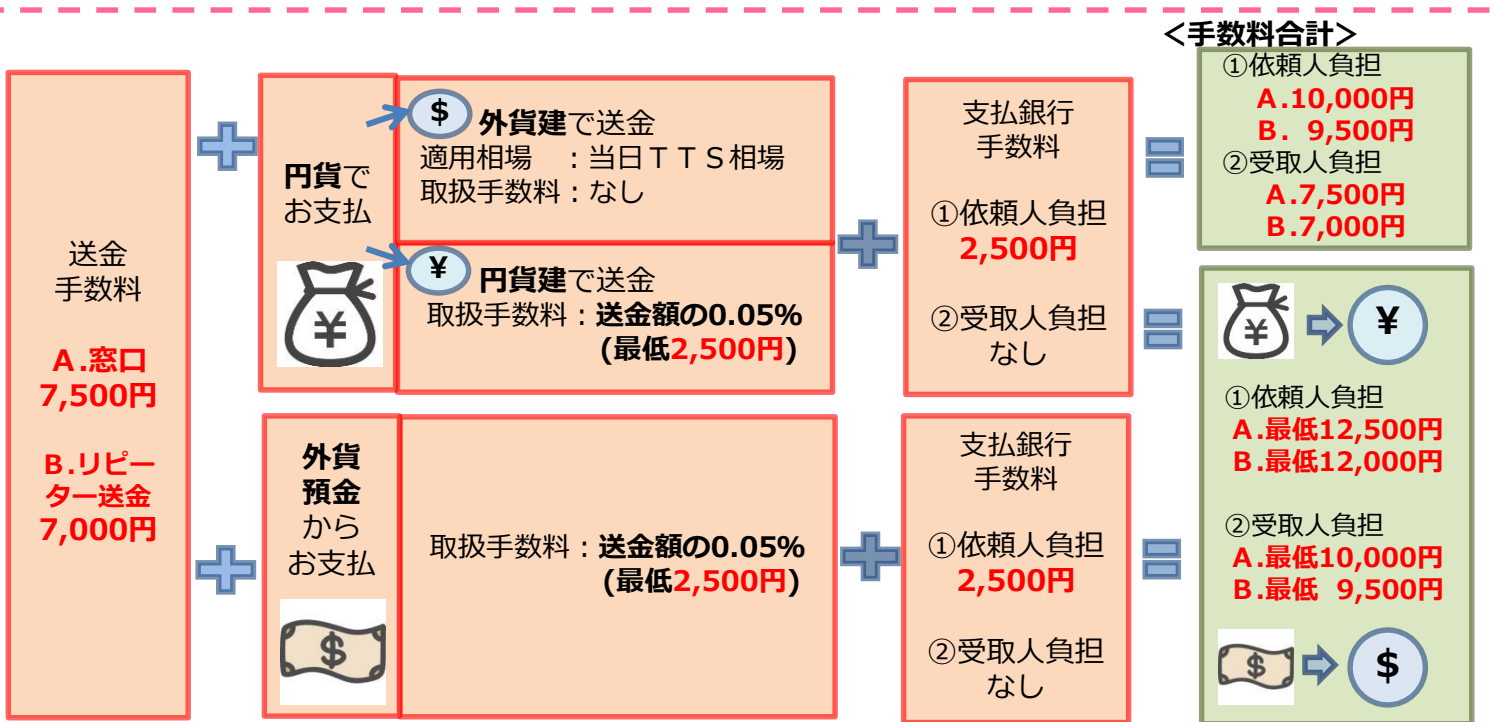 <手数料合計>
送金
手数料
A.窓口
7,500円
B.リピー
ター送金
7,000円
円貨で
お支払
¥
$
外貨建で送金
適用相場 :当日TTS相場
取扱手数料:なし
¥
円貨建で送金
取扱手数料:送金額の0.05%
(最低2,500円)
支払銀行
手数料
①依頼人負担
2,500円
②受取人負担
なし
①依頼人負担
A.10,000円
B. 9,500円
②受取人負担
A.7,500円
B.7,000円
外貨
預金
から
お支払
$
取扱手数料:送金額の0.05%
(最低2,500円)
支払銀行
手数料
①依頼人負担
2,500円
②受取人負担
なし
¥
¥
①依頼人負担
A.最低12,500円
B.最低12,000円
②受取人負担
A.最低10,000円
B.最低 9,500円
$
$